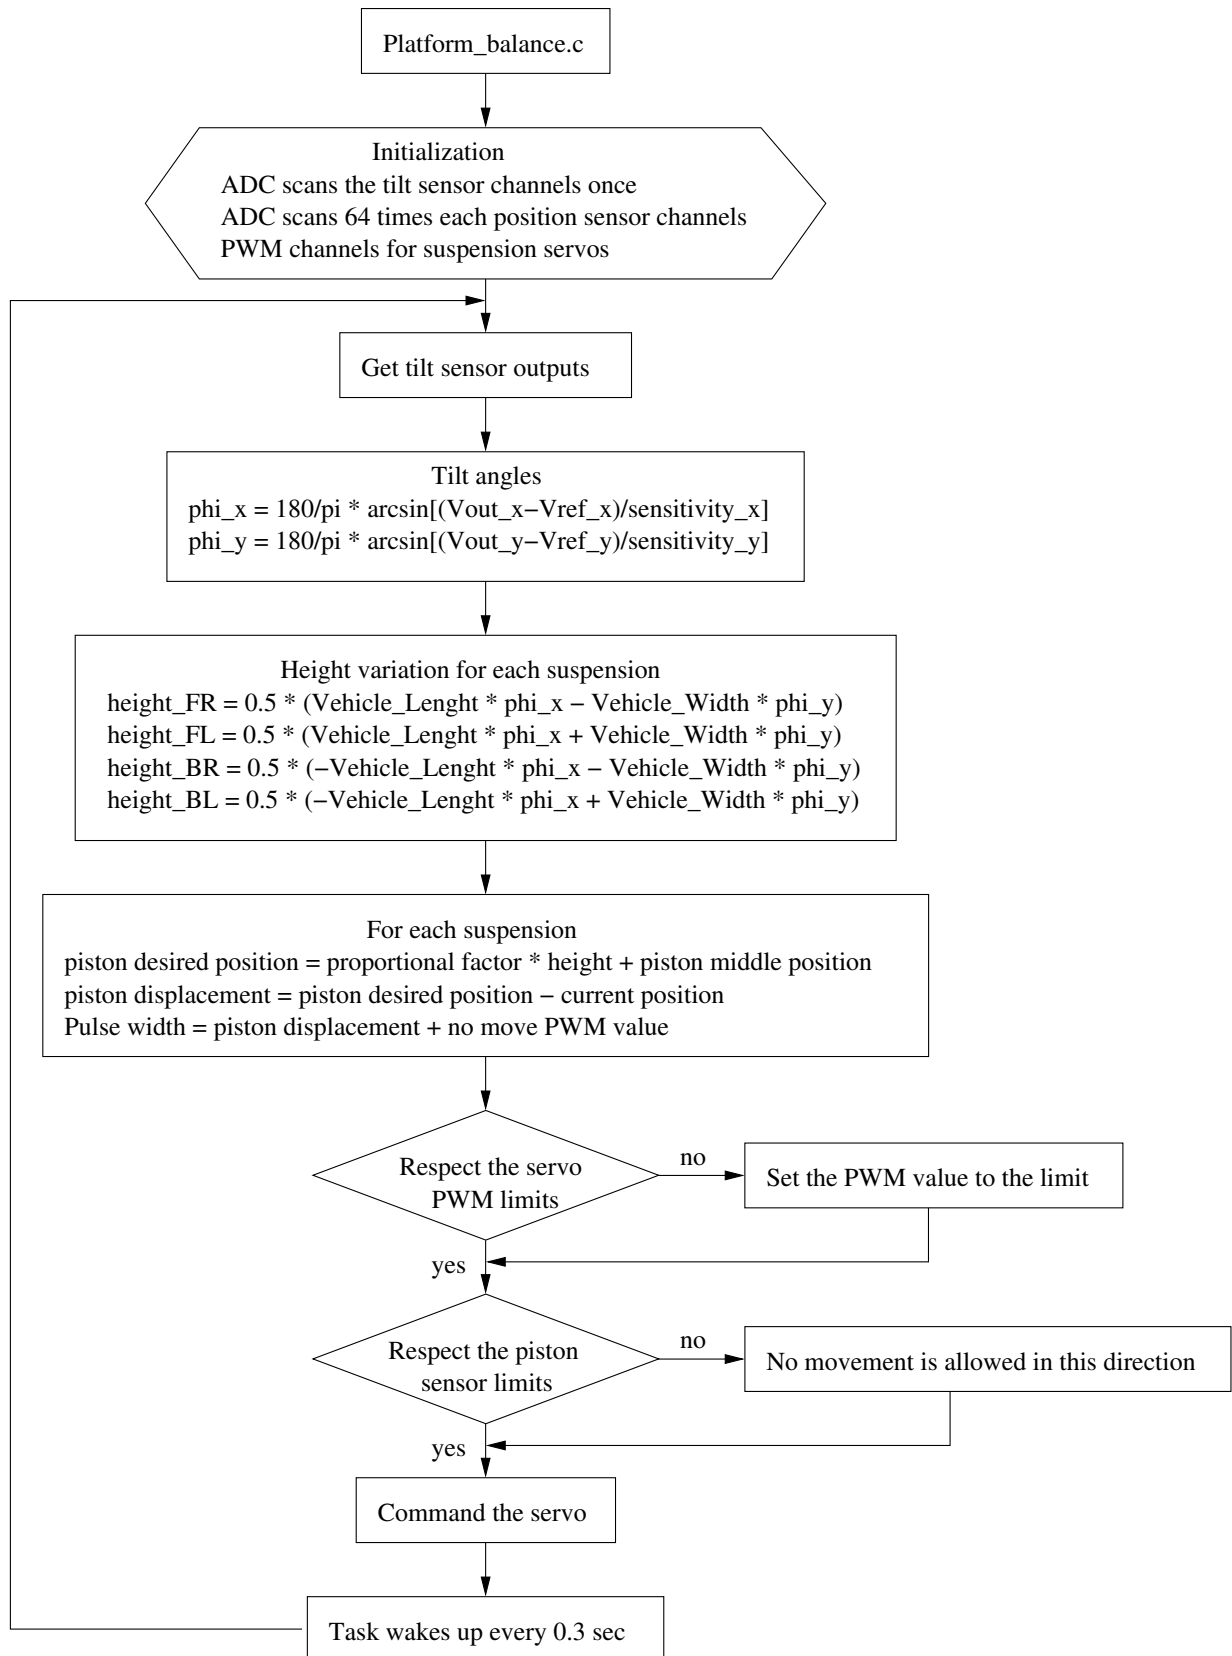 Platform_balance.c
Initialization
ADC scans the tilt sensor channels once
ADC scans 64 times each position sensor channels
PWM channels for suspension servos
Get tilt sensor outputs
Tilt angles
phi_x = 180/pi * arcsin[(Vout_x−Vref_x)/sensitivity_x]
phi_y = 180/pi * arcsin[(Vout_y−Vref_y)/sensitivity_y]
Height variation for each suspension
height_FR = 0.5 * (Vehicle_Lenght * phi_x − Vehicle_Width * phi_y)
height_FL = 0.5 * (Vehicle_Lenght * phi_x + Vehicle_Width * phi_y)
height_BR = 0.5 * (−Vehicle_Lenght * phi_x − Vehicle_Width * phi_y)
height_BL = 0.5 * (−Vehicle_Lenght * phi_x + Vehicle_Width * phi_y)
For each suspension
piston desired position = proportional factor * height + piston middle position
piston displacement = piston desired position − current position
Pulse width = piston displacement + no move PWM value
Respect the servo
PWM limits
no
Set the PWM value to the limit
yes
Respect the piston
sensor limits
no
No movement is allowed in this direction
yes
Command the servo
Task wakes up every 0.3 sec